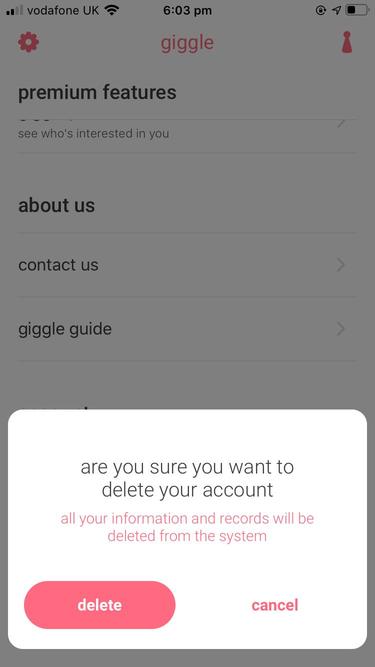 vodafone UK
6:03 pm
giggle
premium features
see who's interested in you
about us
contact us
giggle guide
are you sure you want to
delete your account
all your information and records will be
deleted from the system
delete
cancel